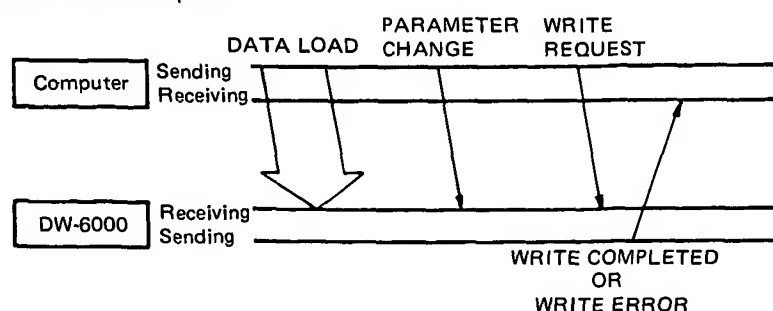 DATA LOAD
PARAMETER
CHANGE
WRITE
REQUEST
Computer
Sending
Receiving
DW-6000
Receiving
Sending
WRITE COMPLETED
OR
WRITE ERROR